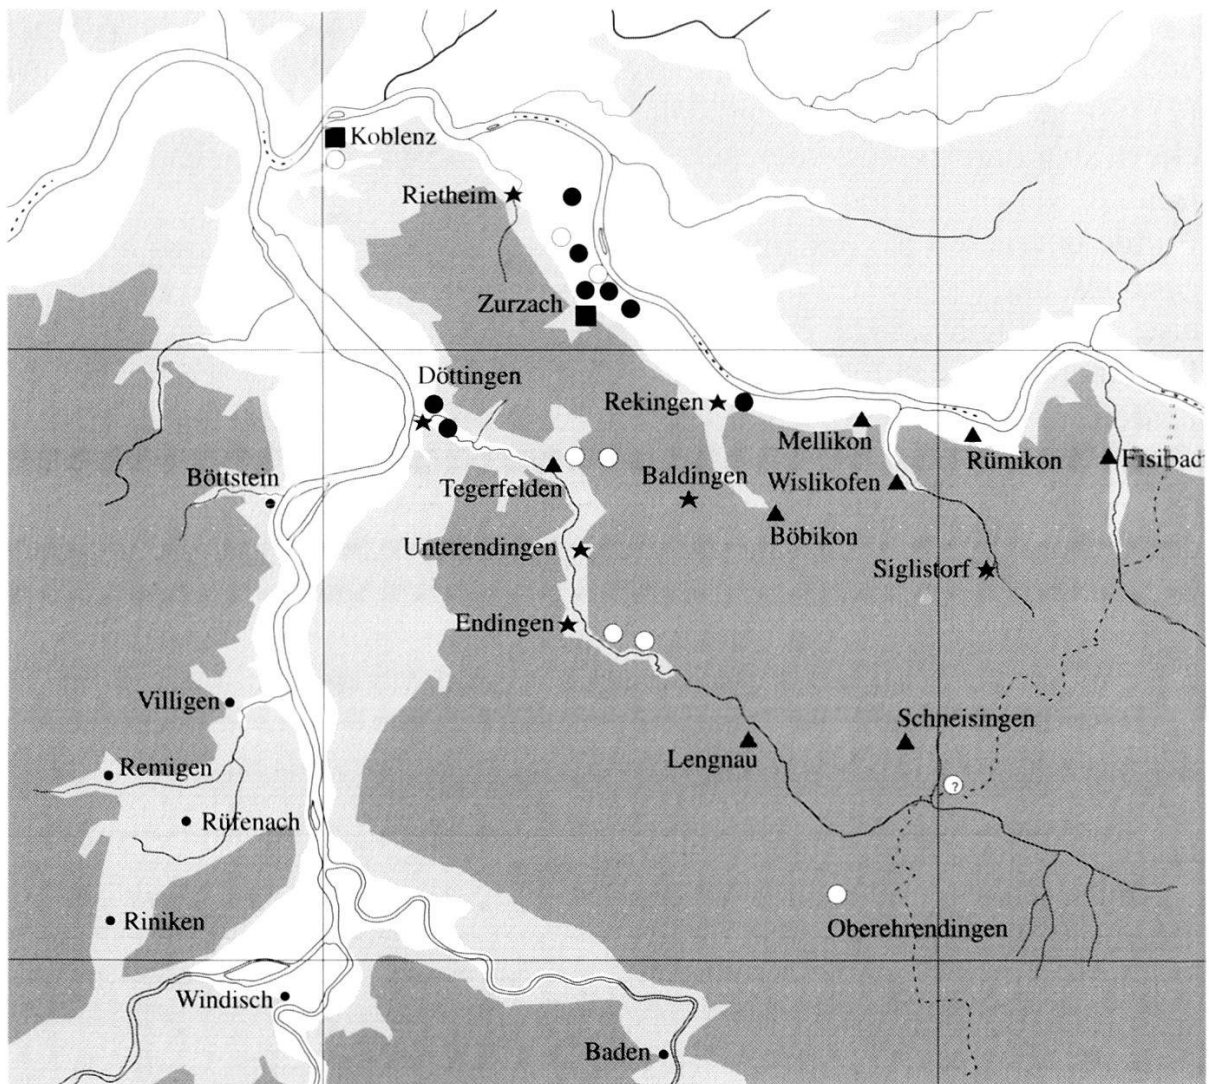 Koblenz
Rietheim
Zurzach
Döttingen
Rekingen
Mellikon
Rümikon
Fisibach
Böttstein
Tegerfelden
Baldingen
Wislikofen
Böbikon
Unterendingen
Siglistorf
Endingen
Villigen
Schneisingen
Lengnau
Remigen
?
Rüfenach
Riniken
Oberehrendingen
Windisch
Baden